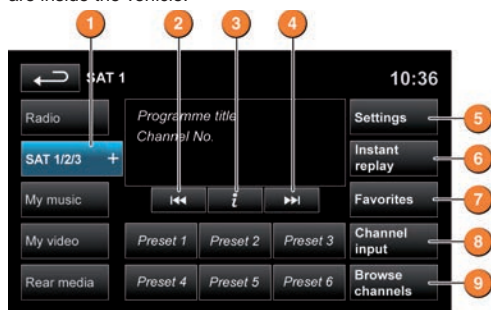 are inside the vehicle.
1 2 3 4
SAT 1 10:36
Radio
Programme title
Channel No.
Settings
5
SAT 1/2/3 +
Instant
replay
6
My music
i
Favorites
7
My video
Preset 1 Preset 2 Preset 3
Channel
input
8
Rear media
Preset 4 Preset 5 Preset 6
Browse
channels
9